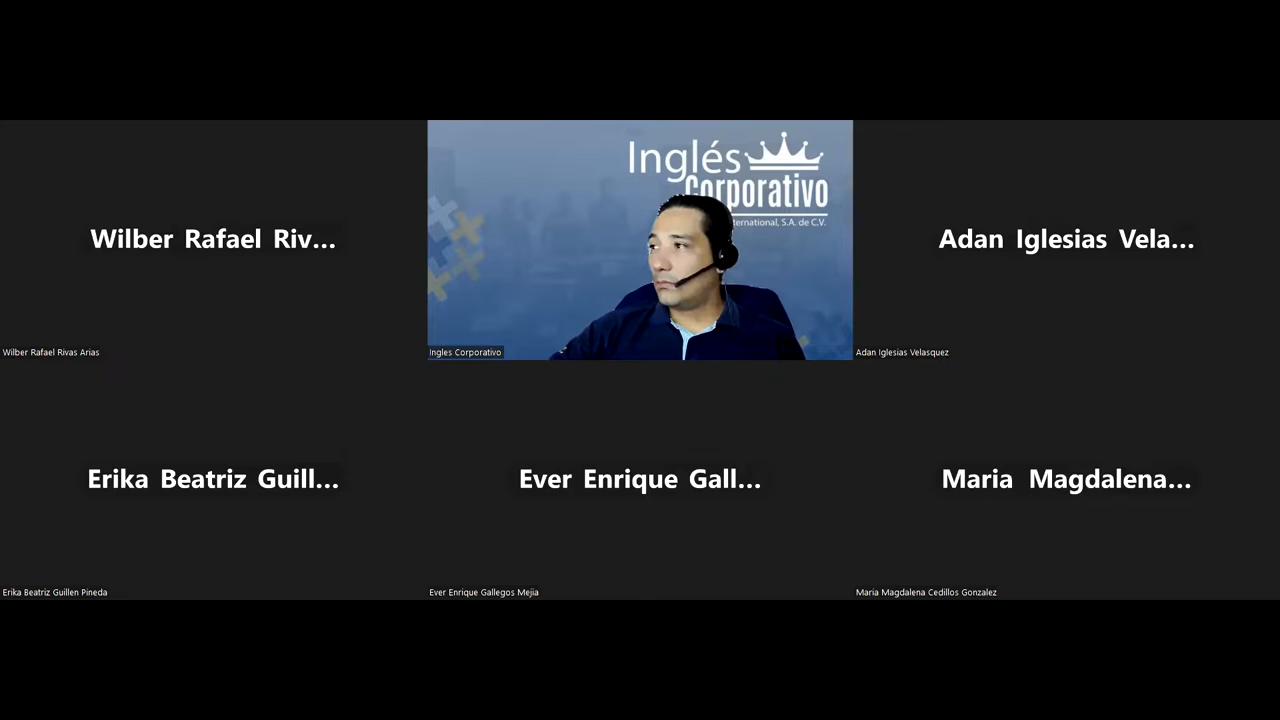 Wilber Rafael Riv...
Wilber Rafael Rivas Arias
Inglés
Corporativo
ternational, S.A. de C.V.
Ingles Corporativo
Adan Iglesias Vela...
Adan Iglesias Velasquez
Erika Beatriz Guill...
Erika Beatriz Guillen Pineda
Ever Enrique Gall...
Ever Enrique Gallegos Mejia
Maria Magdalena...
Maria Magdalena Cedillos Gonzalez